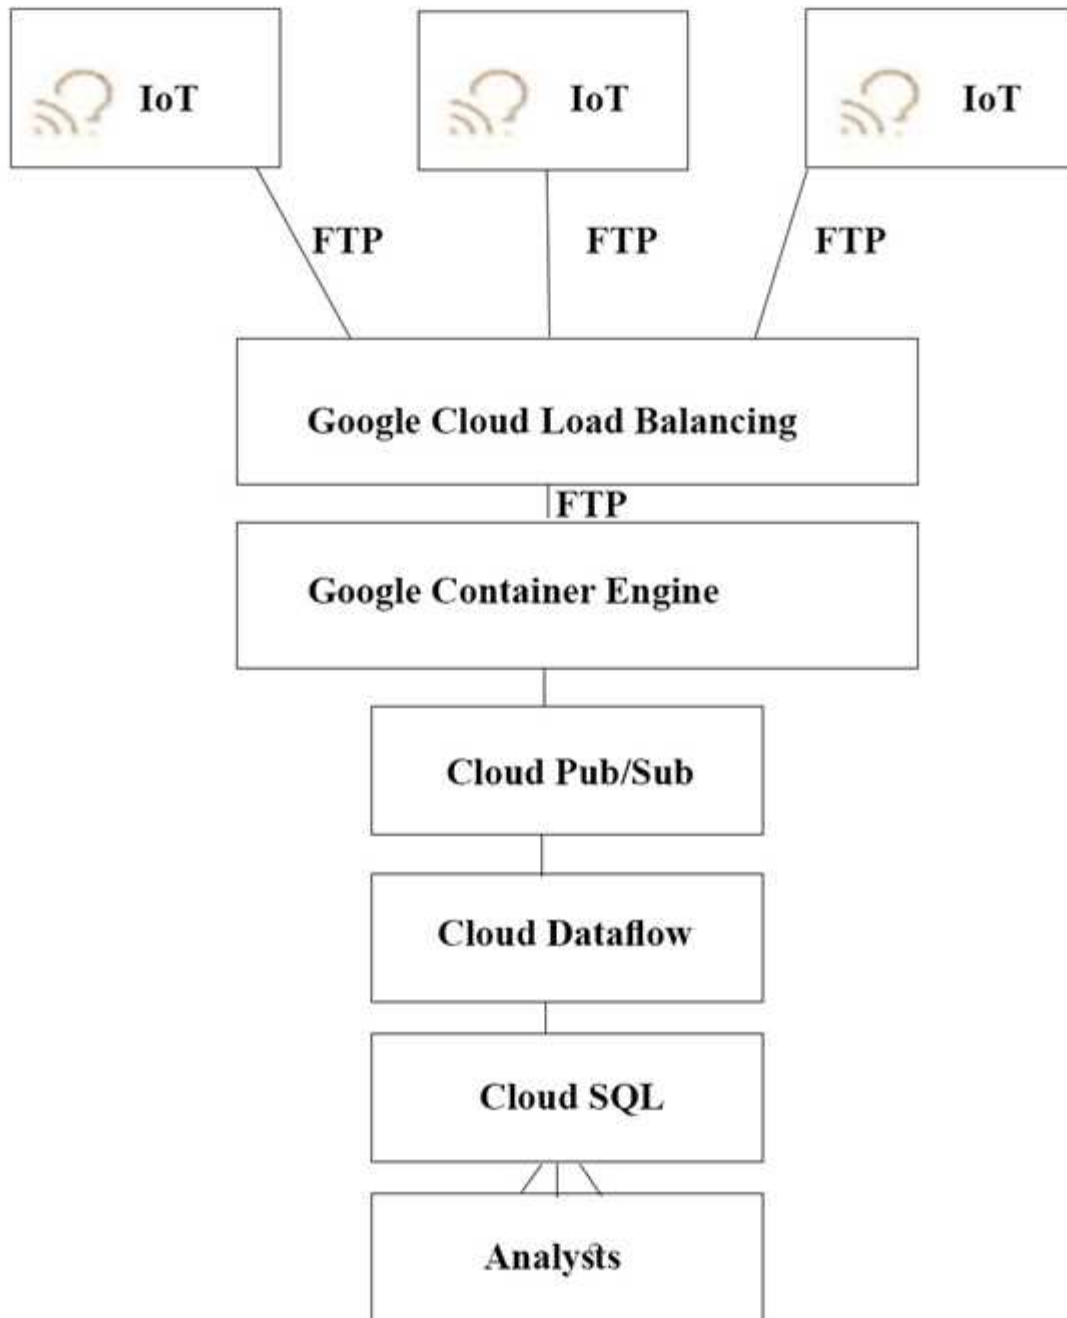 IoT IoT IoT
FTP FTP FTP
Google Cloud Load Balancing
FTP
Google Container Engine
Cloud Pub/Sub
Cloud Dataflow
Cloud SQL
Analysts